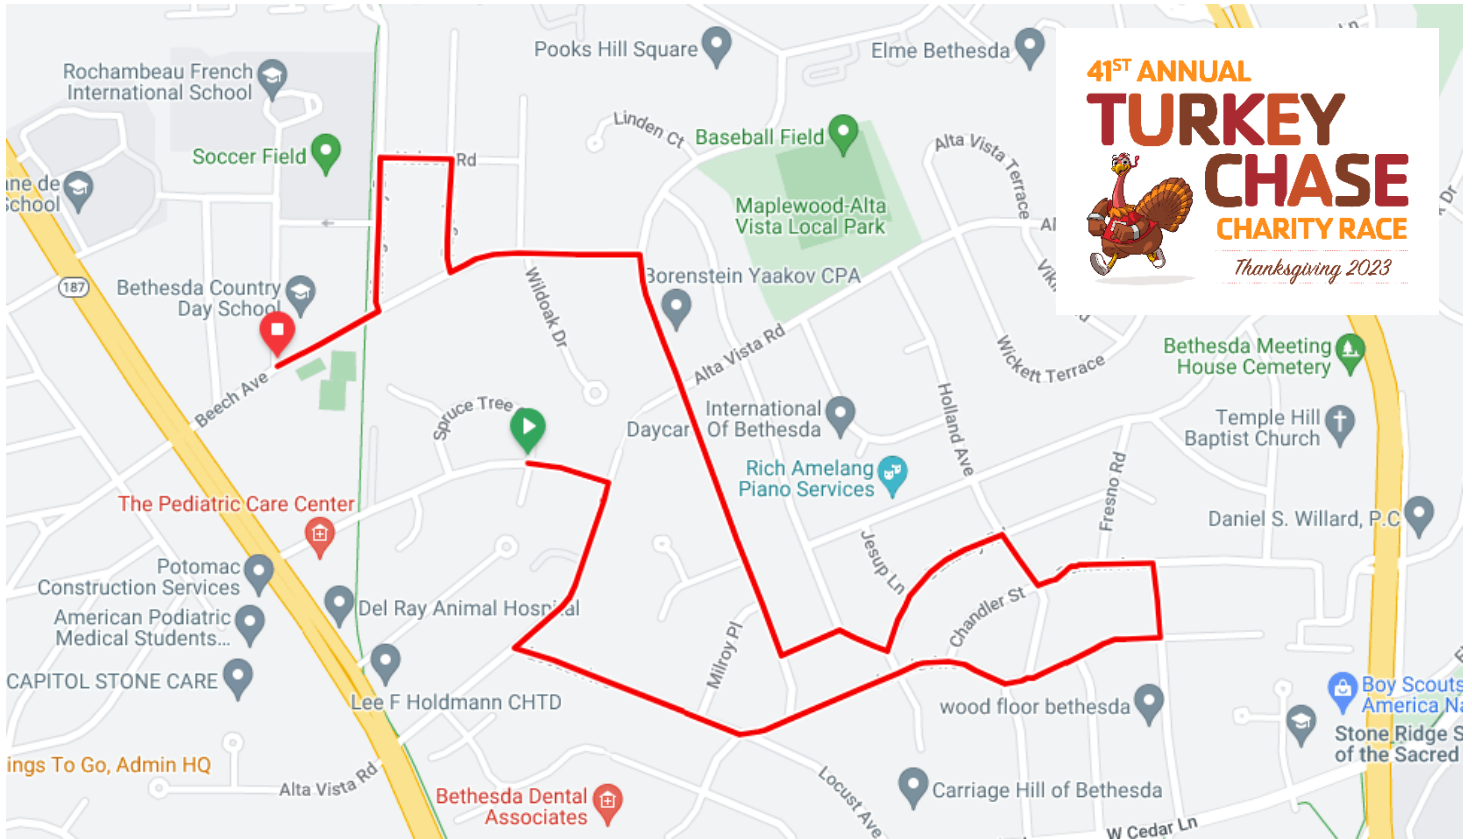 41ST ANNUAL
TURKEY
CHASE
CHARITY RACE
Thanksgiving 2023
Pooks Hill Square
Elme Bethesda
Rochambeau French
International School
Linden Ct
Baseball Field
Alta Vista Terrace
Soccer Field
Rd
Maplewood-Alta
Vista Local Park
187
Bethesda Country
Day School
Borenstein Yaakov CPA
Wildoak Dr
Alta Vista Rd
Wickett Terrace
Bethesda Meeting
House Cemetery
Beech Ave
Spruce Tree
International
Of Bethesda
Holland Ave
Temple Hill
Baptist Church
Rich Amelang
Piano Services
Fresno Rd
The Pediatric Care Center
Daniel S. Willard, P.C
Jesup Ln
Potomac
Construction Services
Del Ray Animal Hospital
Chandler St
American Podiatric
Medical Students...
Milroy Pl
CAPITOL STONE CARE
Lee F Holdmann CHTD
wood floor bethesda
Boy Scouts
America
Stone Ridge S
of the Sacred
ings To Go, Admin HQ
Alta Vista Rd
Bethesda Dental
Associates
Locust Ave
Carriage Hill of Bethesda
W Cedar Ln